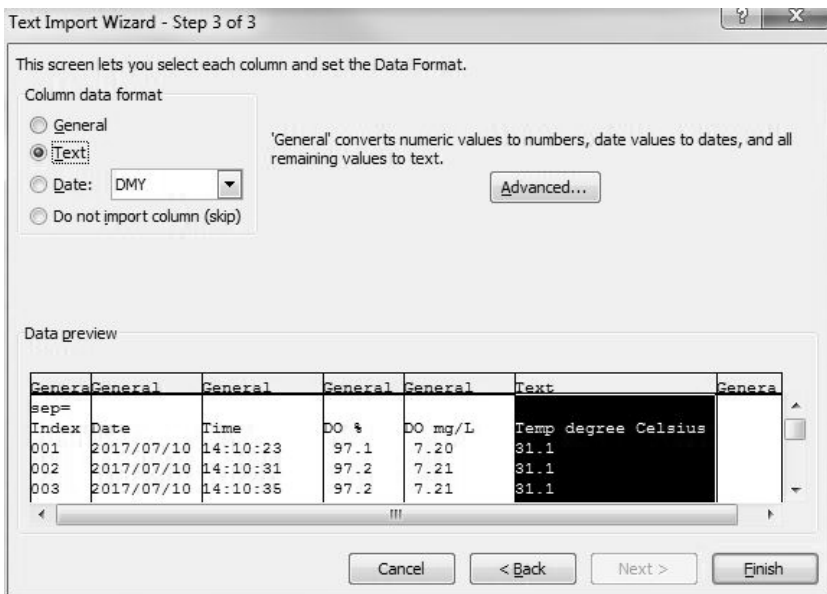 Text Import Wizard - Step 3 of 3
? X
This screen lets you select each column and set the Data Format.
Column data format
General
Text
Date: DMY
Do not import column (skip)
'General' converts numeric values to numbers, date values to dates, and all
remaining values to text.
Advanced...
Data preview
Genera General General General General Text Genera
sep=
Index Date Time DO % DO mg/L Temp degree Celsius
001 2017/07/10 14:10:23 97.1 7.20 31.1
002 2017/07/10 14:10:31 97.2 7.21 31.1
003 2017/07/10 14:10:35 97.2 7.21 31.1
Cancel < Back Next > Finish